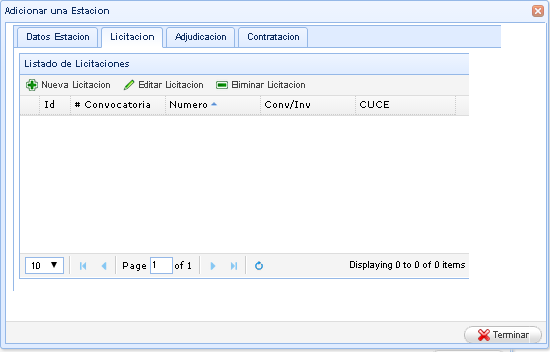 Adicionar una Estacion
Datos Estacion Licitacion Adjudicacion Contratacion
Listado de Licitaciones
Nueva Licitacion Editar Licitacion Eliminar Licitacion
Id # Convocatoria Numero Conv/Inv CUCE
10 Page 1 of 1 Displaying 0 to 0 of 0 items
Terminar